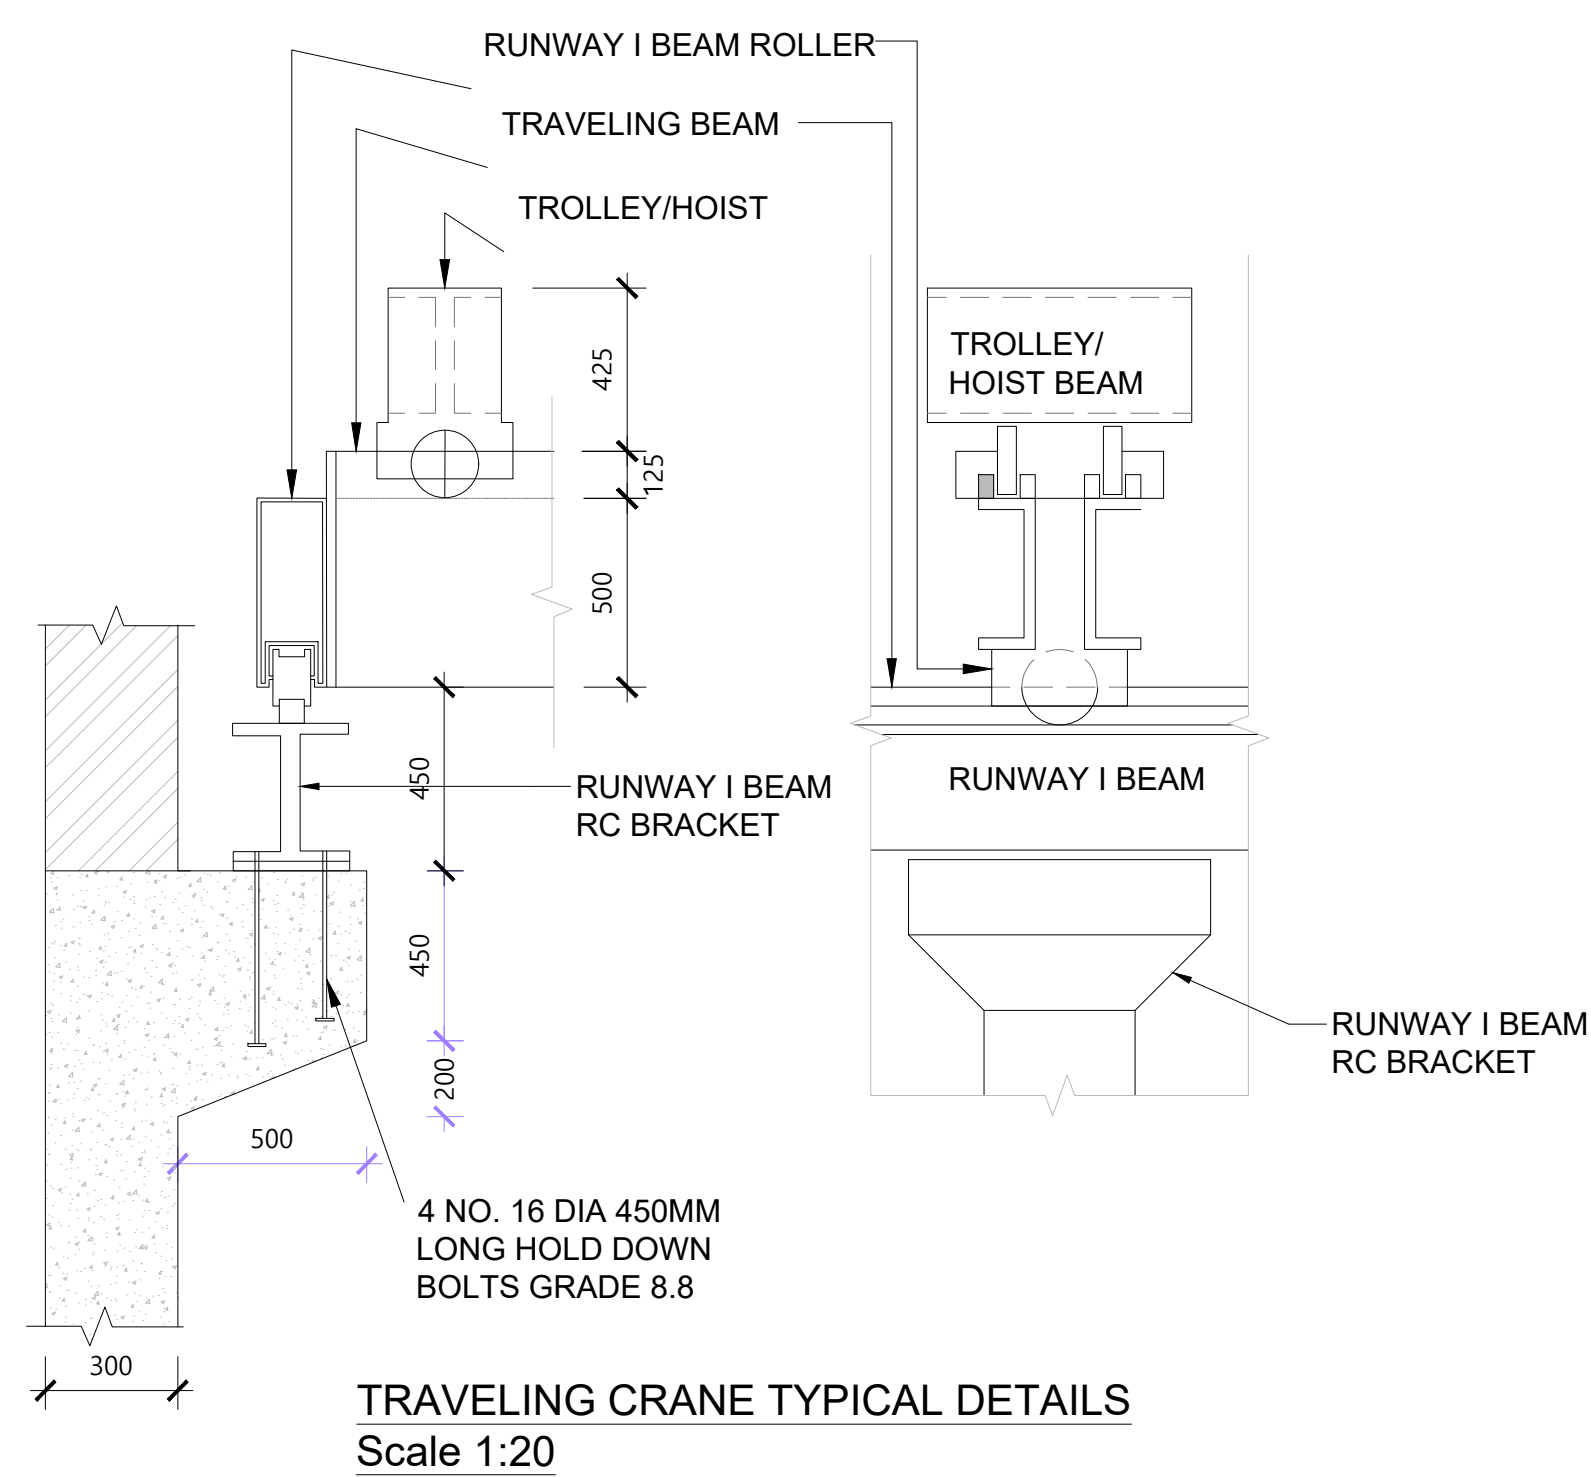 RUNWAY I BEAM ROLLER
TRAVELING BEAM
TROLLEY/HOIST
425
125
500
TROLLEY/
HOIST BEAM
450
RUNWAY I BEAM
RC BRACKET
RUNWAY I BEAM
450
200
500
RUNWAY I BEAM
RC BRACKET
4 NO. 16 DIA 450MM
LONG HOLD DOWN
BOLTS GRADE 8.8
300
TRAVELING CRANE TYPICAL DETAILS
Scale 1:20